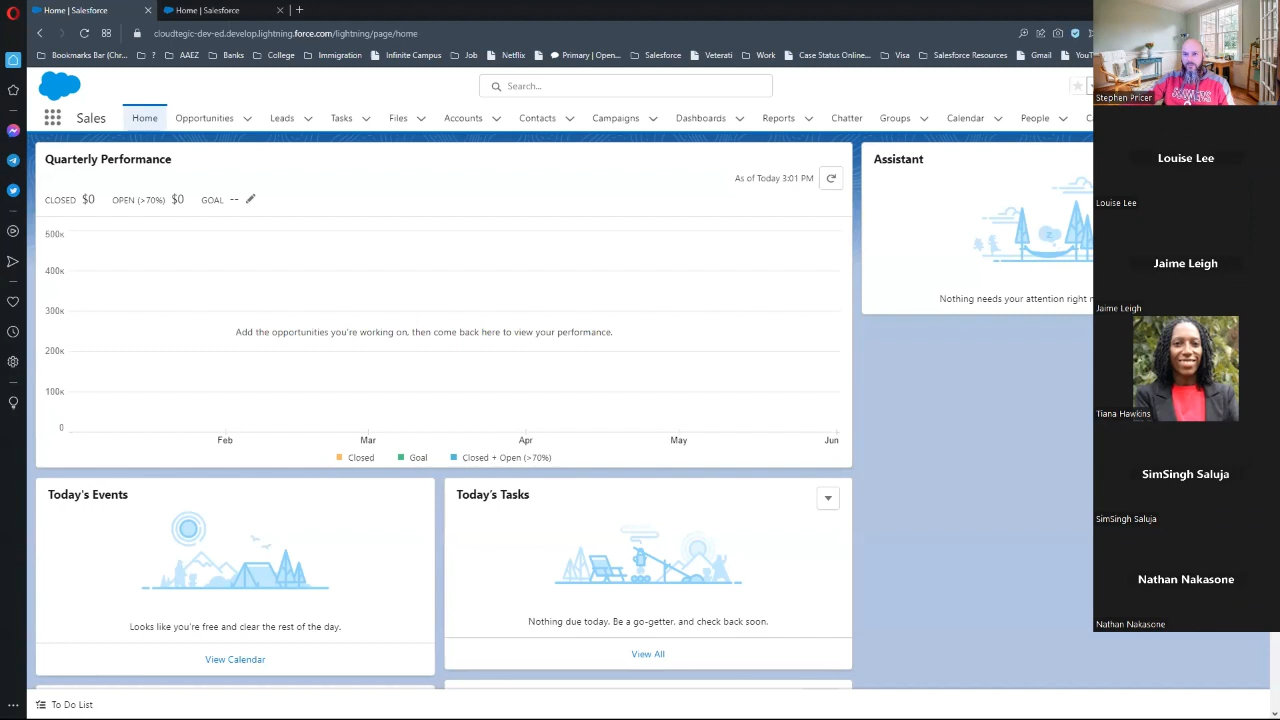 Home | Salesforce
Home | Salesforce
cloudtegic-dev-ed.develop.lightning.force.com/lightning/page/home
Bookmarks Bar (Chr...
?
AAEZ
Banks
College
Immigration
Infinite Campus
Job
Netflix
Primary | Open...
Salesforce
Veterati
Work
Case Status Online...
Visa
Salesforce Resources
Gmail
Search...
Sales
Home
Opportunities
Leads
Tasks
Files
Accounts
Contacts
Campaigns
Dashboards
Reports
Chatter
Groups
Calendar
People
Quarterly Performance
As of Today 3:01 PM
CLOSED $0 OPEN (>70%) $0 GOAL --
500K
400K
300K
200K
100K
0
Add the opportunities you're working on, then come back here to view your performance.
Feb
Mar
Apr
May
Jun
Closed
Goal
Closed + Open (>70%)
Assistant
Nothing needs your attention right
Today's Events
Looks like you're free and clear the rest of the day.
View Calendar
Today's Tasks
Nothing due today. Be a go-getter, and check back soon.
View All
To Do List
Stephen Pricer
Louise Lee
Louise Lee
Jaime Leigh
Jaime Leigh
Tiana Hawkins
SimSingh Saluja
SimSingh Saluja
Nathan Nakasone
Nathan Nakasone